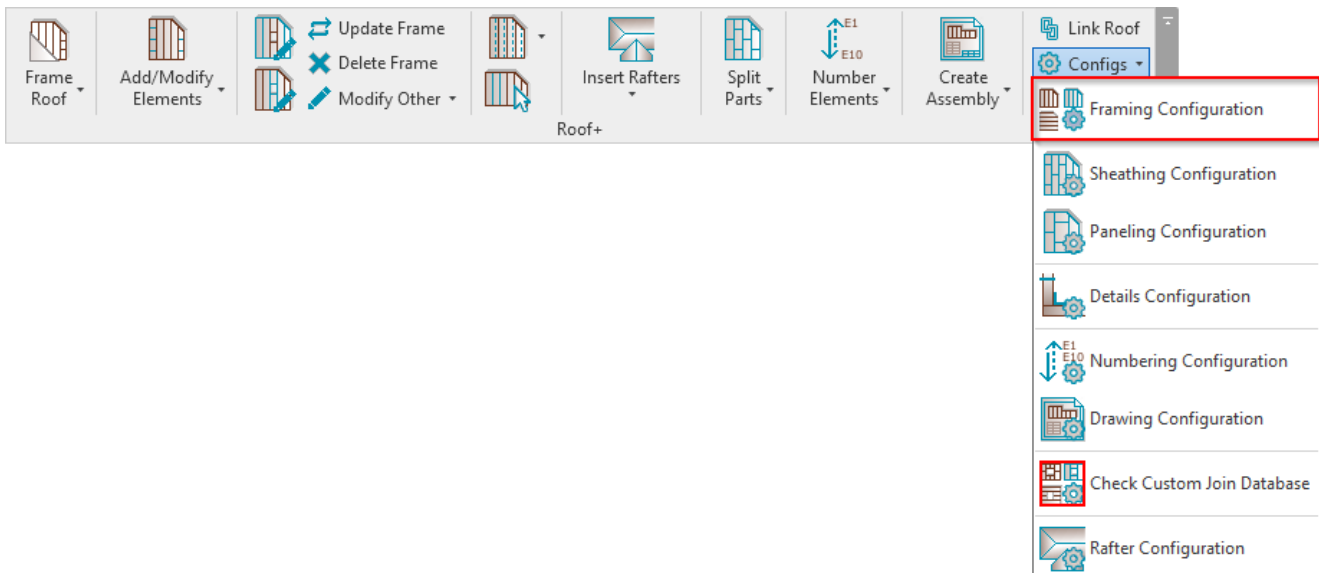 Frame
Roof
Add/Modify
Elements
Update Frame
Delete Frame
Modify Other
Insert Rafters
Split
Parts
E1
E10
Number
Elements
Create
Assembly
Link Roof
Configs
Roof+
Framing Configuration
Sheathing Configuration
Paneling Configuration
Details Configuration
E1
E10
Numbering Configuration
Drawing Configuration
Check Custom Join Database
Rafter Configuration